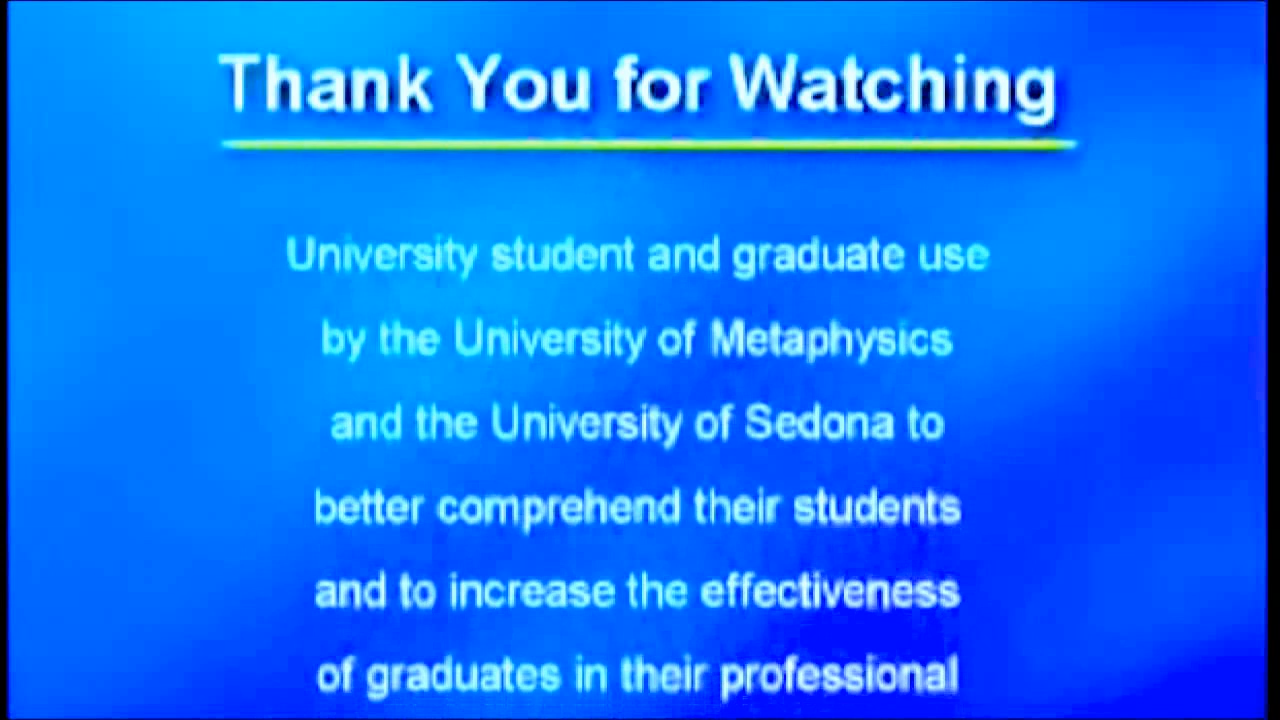 Thank You for Watching
University student and graduate use
by the University of Metaphysics
and the University of Sedona to
better comprehend their students
and to increase the effectiveness
of graduates in their professional